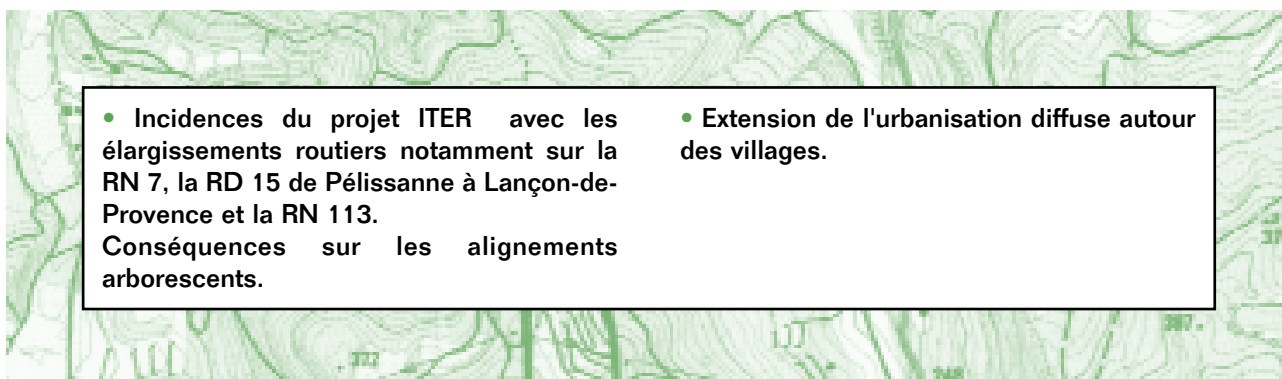 • Incidences du projet ITER avec les
élargissements routiers notamment sur la
RN 7, la RD 15 de Pélissanne à Lançon-de-
Provence et la RN 113.
Conséquences sur les alignements
arborescents.
• Extension de l'urbanisation diffuse autour
des villages.
372